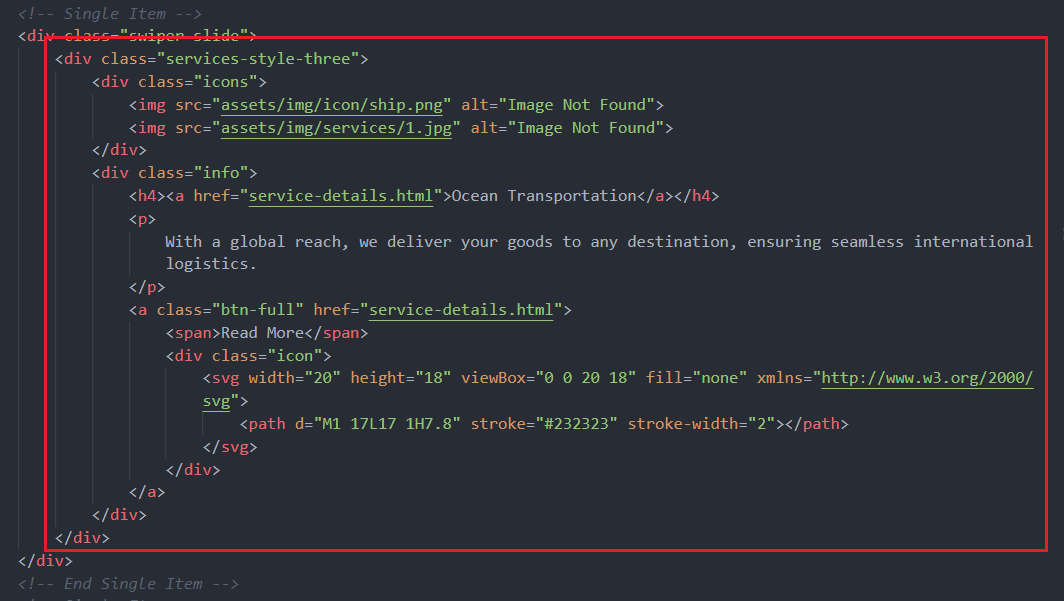 <!-- Single Item -->
<div class="swiper-slide">
<div class="services-style-three">
<div class="icons">
<img src="assets/img/icon/ship.png" alt="Image Not Found">
<img src="assets/img/services/1.jpg" alt="Image Not Found">
</div>
<div class="info">
<h4><a href="service-details.html">Ocean Transportation</a></h4>
<p>
With a global reach, we deliver your goods to any destination, ensuring seamless international
logistics.
</p>
<a class="btn-full" href="service-details.html">
<span>Read More</span>
<div class="icon">
<svg width="20" height="18" viewBox="0 0 20 18" fill="none" xmlns="http://www.w3.org/2000/
svg">
<path d="M1 17L17 1H7.8" stroke="#232323" stroke-width="2"></path>
</svg>
</div>
</a>
</div>
</div>
</div>
<!-- End Single Item -->